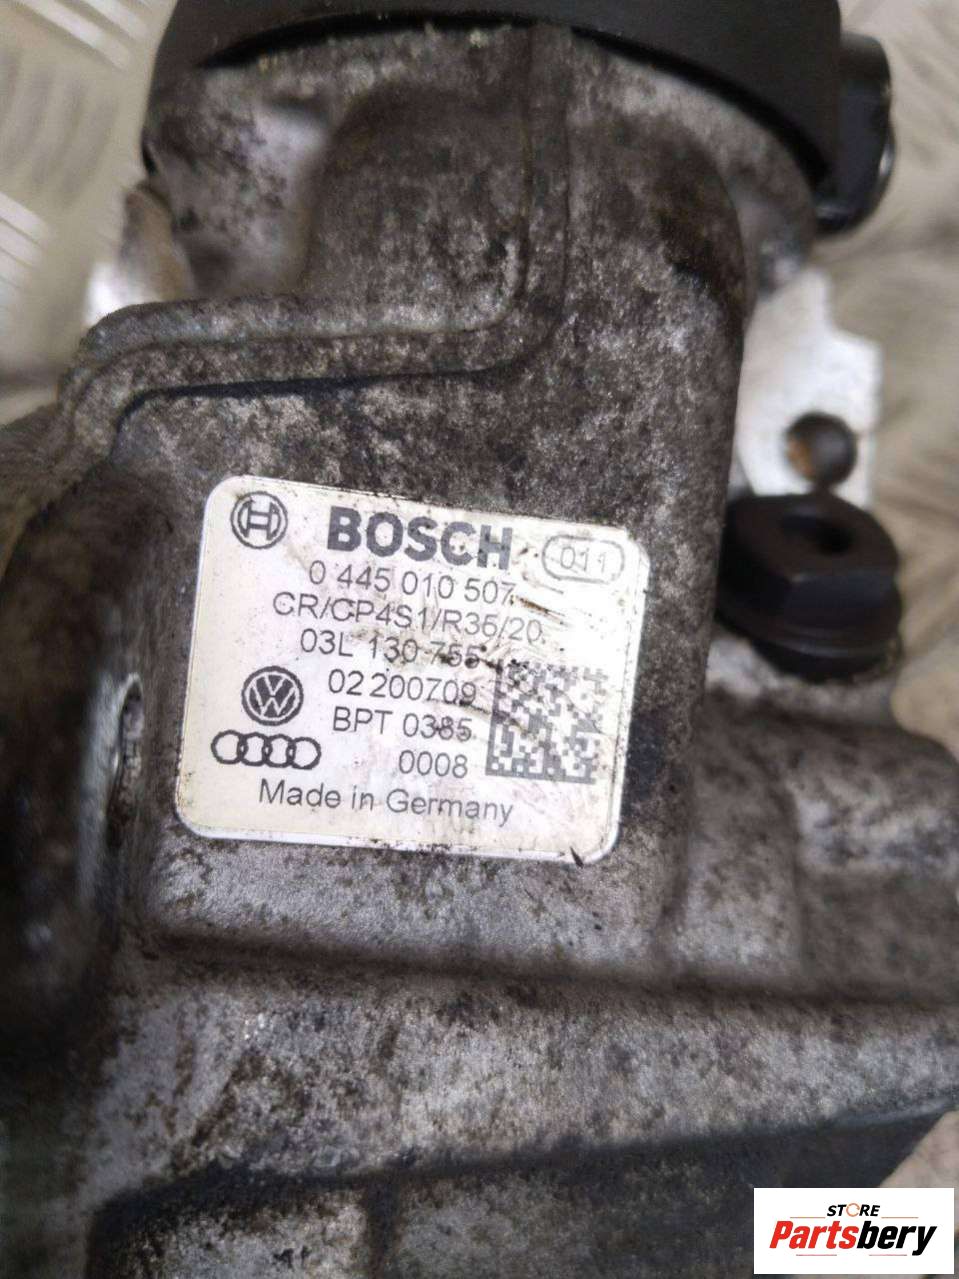 BOSCH 011
0 445 010 507
CR/CP4S1/R35/20
03L 130 755
02 200709
BPT 0385
0008
Made in Germany
STORE
Partsbery